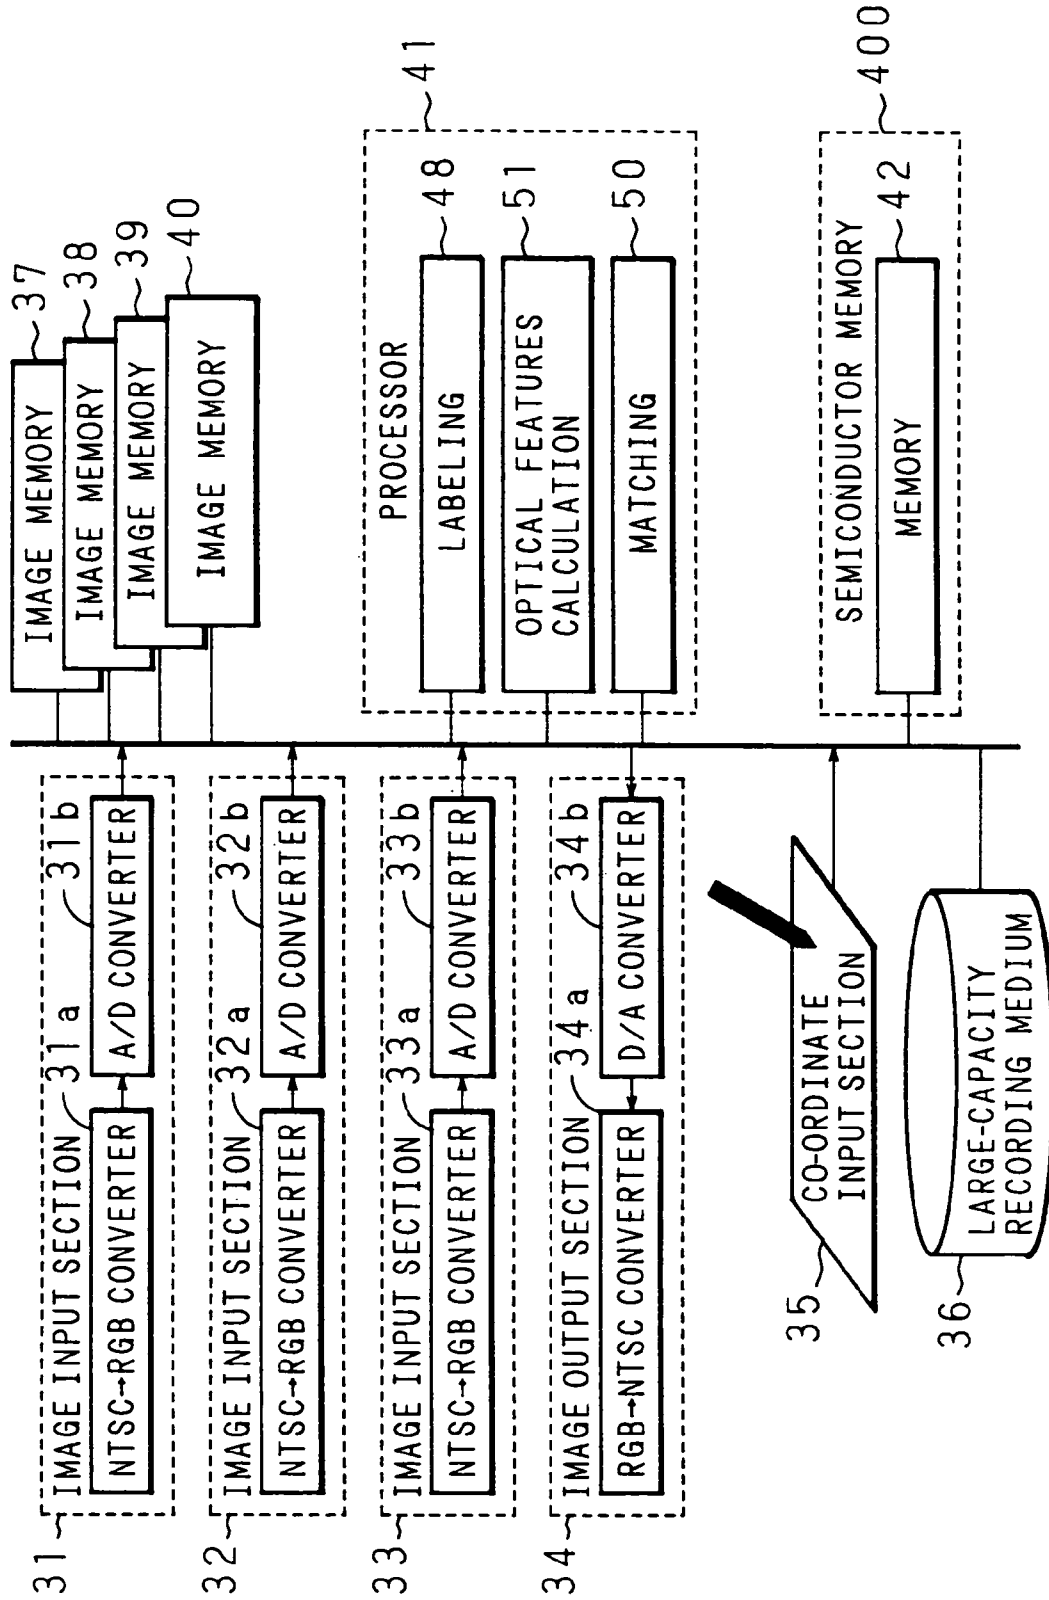 31
IMAGE INPUT SECTION
31a
31b
NTSC→RGB CONVERTER
A/D CONVERTER
32
IMAGE INPUT SECTION
32a
32b
NTSC→RGB CONVERTER
A/D CONVERTER
33
IMAGE INPUT SECTION
33a
33b
NTSC→RGB CONVERTER
A/D CONVERTER
34
IMAGE OUTPUT SECTION
34a
34b
RGB→NTSC CONVERTER
D/A CONVERTER
35
CO-ORDINATE
INPUT SECTION
36
LARGE-CAPACITY
RECORDING MEDIUM
IMAGE MEMORY
37
IMAGE MEMORY
38
IMAGE MEMORY
39
IMAGE MEMORY
40
41
PROCESSOR
LABELING
48
OPTICAL FEATURES
CALCULATION
51
MATCHING
50
400
SEMICONDUCTOR MEMORY
MEMORY
42